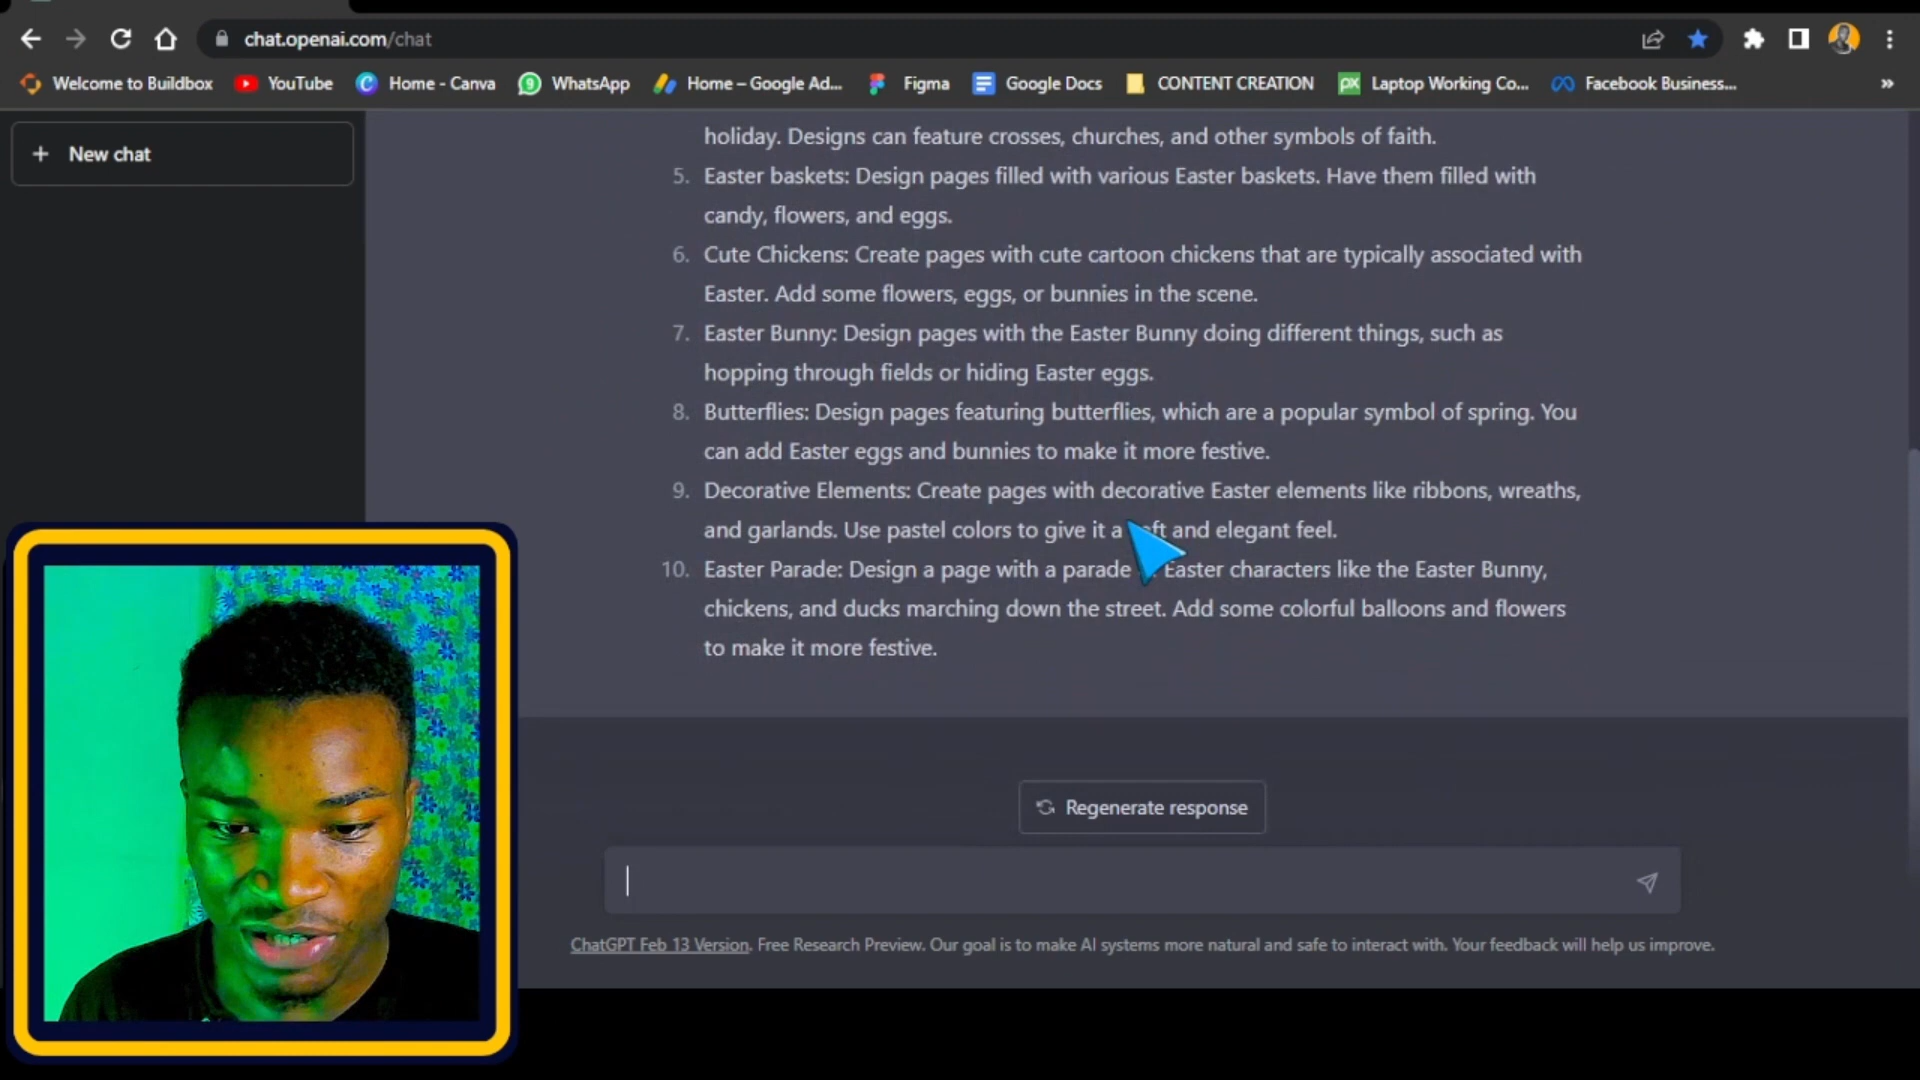 chat.openai.com/chat
Welcome to Buildbox YouTube Home - Canva WhatsApp Home – Google Ad... Figma Google Docs CONTENT CREATION Laptop Working Co... Facebook Business... »
+ New chat
holiday. Designs can feature crosses, churches, and other symbols of faith.
5. Easter baskets: Design pages filled with various Easter baskets. Have them filled with
candy, flowers, and eggs.
6. Cute Chickens: Create pages with cute cartoon chickens that are typically associated with
Easter. Add some flowers, eggs, or bunnies in the scene.
7. Easter Bunny: Design pages with the Easter Bunny doing different things, such as
hopping through fields or hiding Easter eggs.
8. Butterflies: Design pages featuring butterflies, which are a popular symbol of spring. You
can add Easter eggs and bunnies to make it more festive.
9. Decorative Elements: Create pages with decorative Easter elements like ribbons, wreaths,
and garlands. Use pastel colors to give it a soft and elegant feel.
10. Easter Parade: Design a page with a parade Easter characters like the Easter Bunny,
chickens, and ducks marching down the street. Add some colorful balloons and flowers
to make it more festive.
Regenerate response
ChatGPT Feb 13 Version. Free Research Preview. Our goal is to make AI systems more natural and safe to interact with. Your feedback will help us improve.